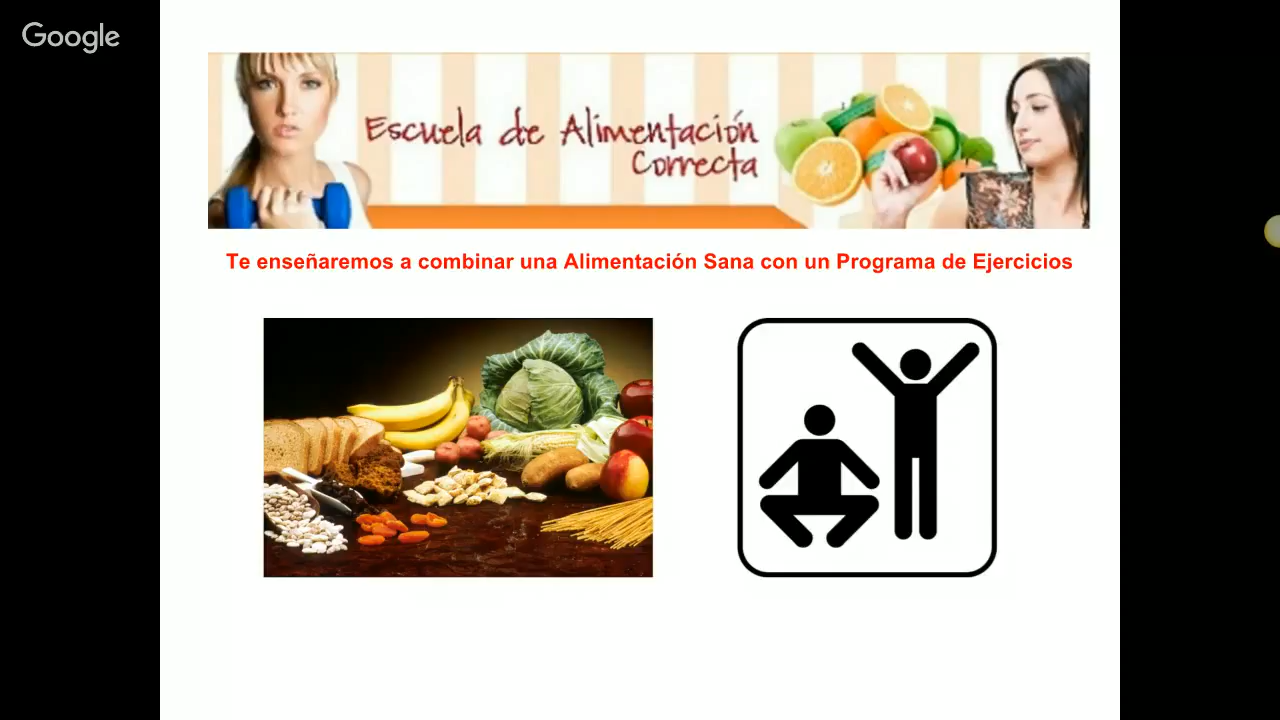 Google
Escuela de Alimentación
Correcta
Te enseñaremos a combinar una Alimentación Sana con un Programa de Ejercicios